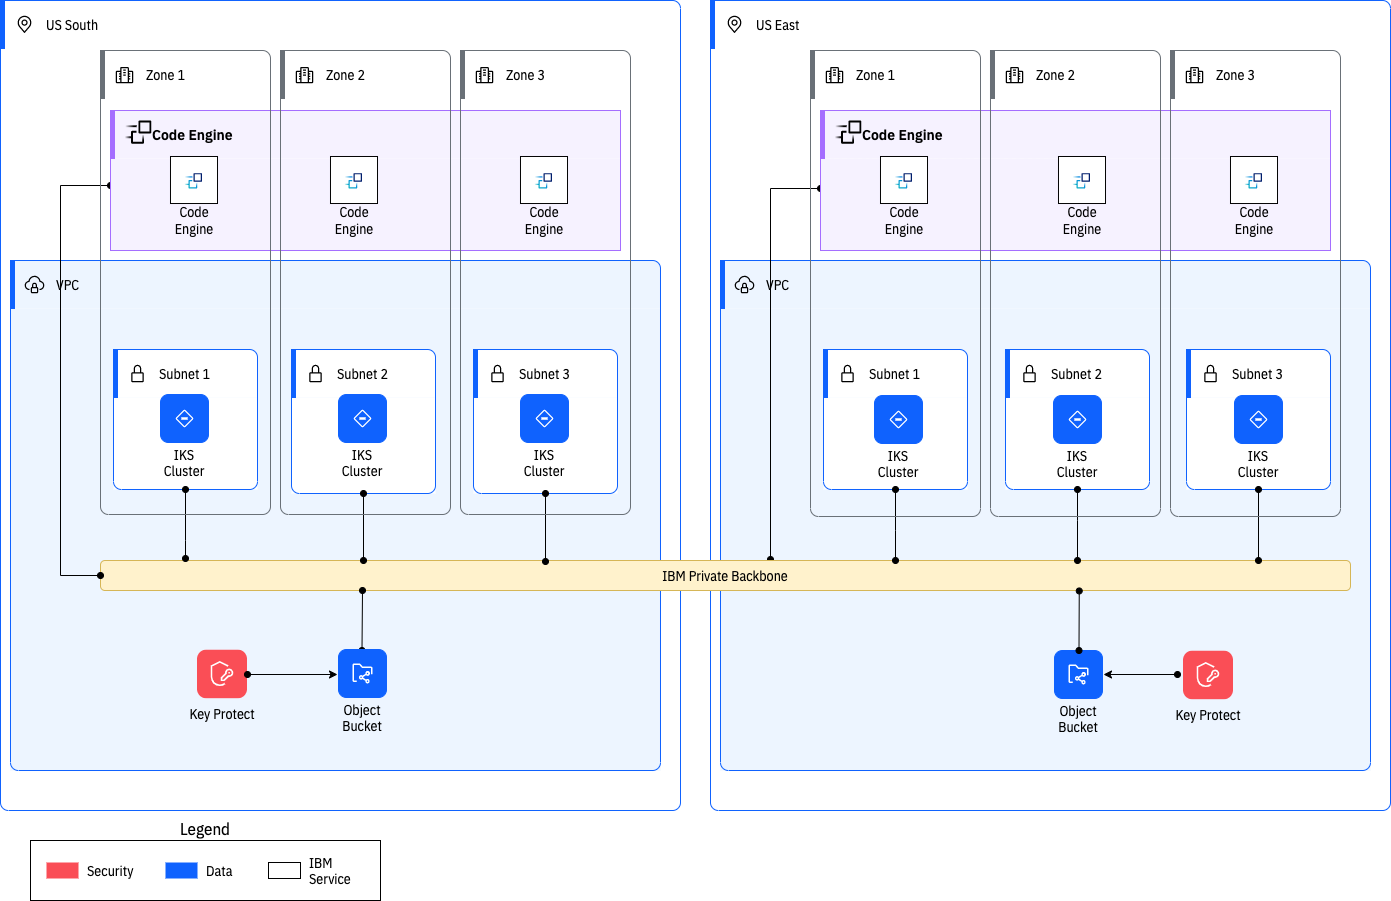 US South
US East
Zone 1
Zone 2
Zone 3
Zone 1
Zone 2
Zone 3
Code Engine
Code Engine
Code
Engine
Code
Engine
Code
Engine
Code
Engine
Code
Engine
Code
Engine
VPC
VPC
Subnet 1
Subnet 2
Subnet 3
Subnet 1
Subnet 2
Subnet 3
IKS
Cluster
IKS
Cluster
IKS
Cluster
IKS
Cluster
IKS
Cluster
IKS
Cluster
IBM Private Backbone
Key Protect
Object
Bucket
Object
Bucket
Key Protect
Legend
Security
Data
IBM
Service